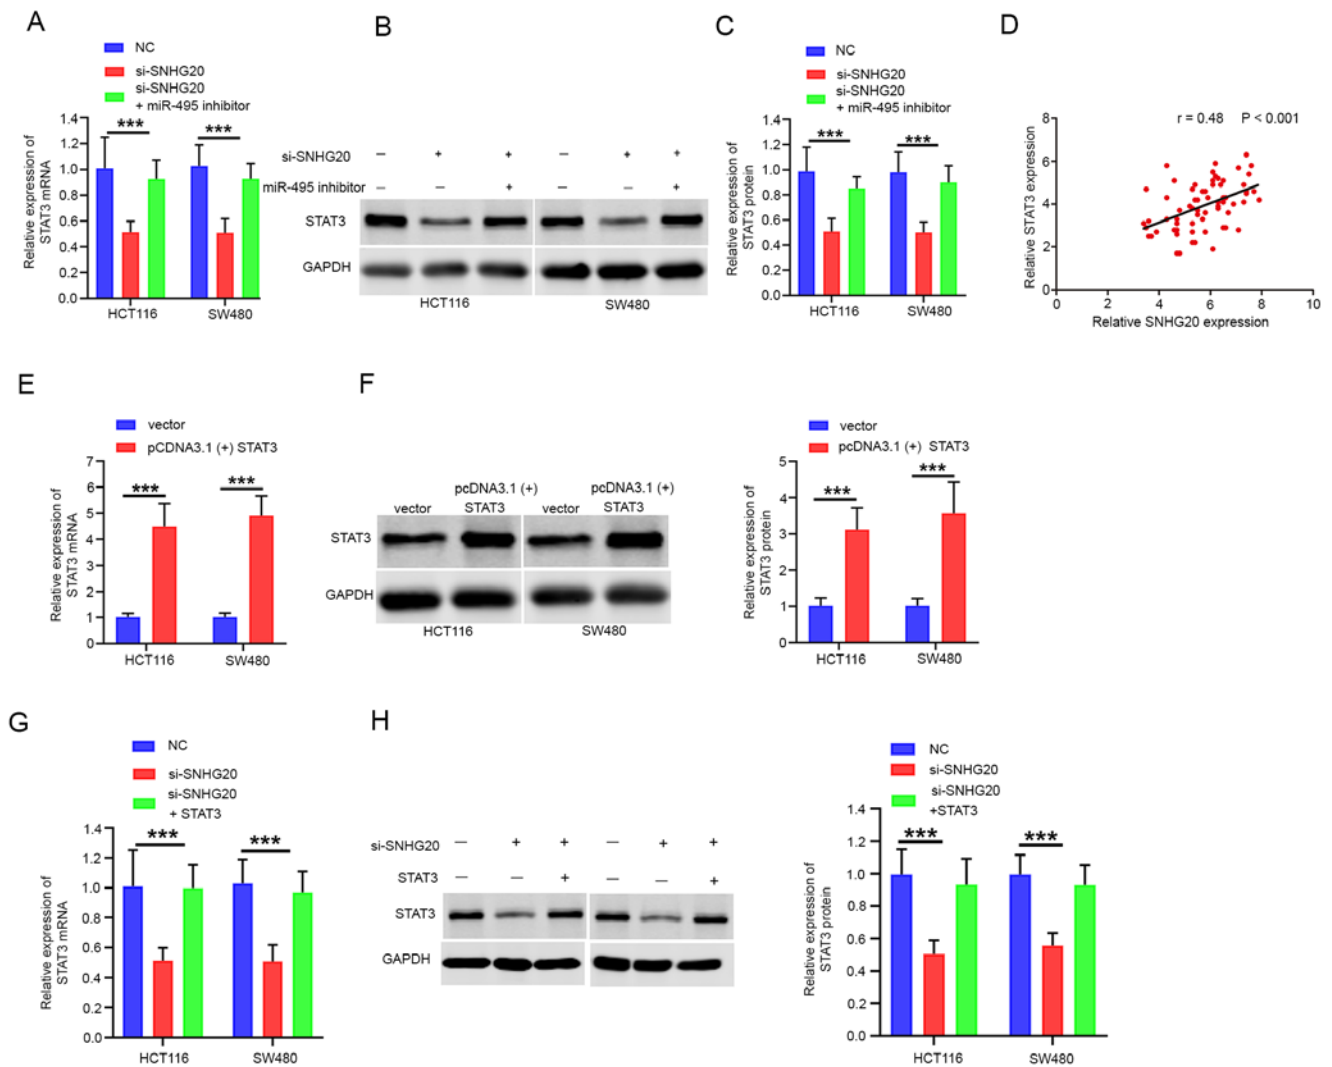 A
NC
si-SNHG20
si-SNHG20
+ miR-495 inhibitor
Relative expression of
STAT3 mRNA
1.4
1.2
1.0
0.8
0.6
0.4
0.2
0.0
***
***
HCT116
SW480
B
si-SNHG20
— + + — + +
miR-495 inhibitor
— — + — — +
STAT3
GAPDH
HCT116
SW480
C
NC
si-SNHG20
si-SNHG20
+ miR-495 inhibitor
Relative expression of
STAT3 protein
1.4
1.2
1.0
0.8
0.6
0.4
0.2
0.0
***
***
HCT116
SW480
D
r = 0.48 P < 0.001
Relative STAT3 expression
8
6
4
2
0
0 2 4 6 8 10
Relative SNHG20 expression
E
vector
pCDNA3.1 (+) STAT3
Relative expression of
STAT3 mRNA
7
6
5
4
3
2
1
0
***
***
HCT116
SW480
F
vector
pcDNA3.1 (+)
STAT3
vector
pcDNA3.1 (+)
STAT3
STAT3
GAPDH
HCT116
SW480
vector
pcDNA3.1 (+) STAT3
Relative expression of
STAT3 protein
5
4
3
2
1
0
***
***
HCT116
SW480
G
NC
si-SNHG20
si-SNHG20
+ STAT3
Relative expression of
STAT3 mRNA
1.4
1.2
1.0
0.8
0.6
0.4
0.2
0.0
***
***
HCT116
SW480
H
si-SNHG20
— + + — + +
STAT3
— — + — — +
STAT3
GAPDH
NC
si-SNHG20
si-SNHG20
+STAT3
Relative expression of
STAT3 protein
1.4
1.2
1.0
0.8
0.6
0.4
0.2
0.0
***
***
HCT116
SW480